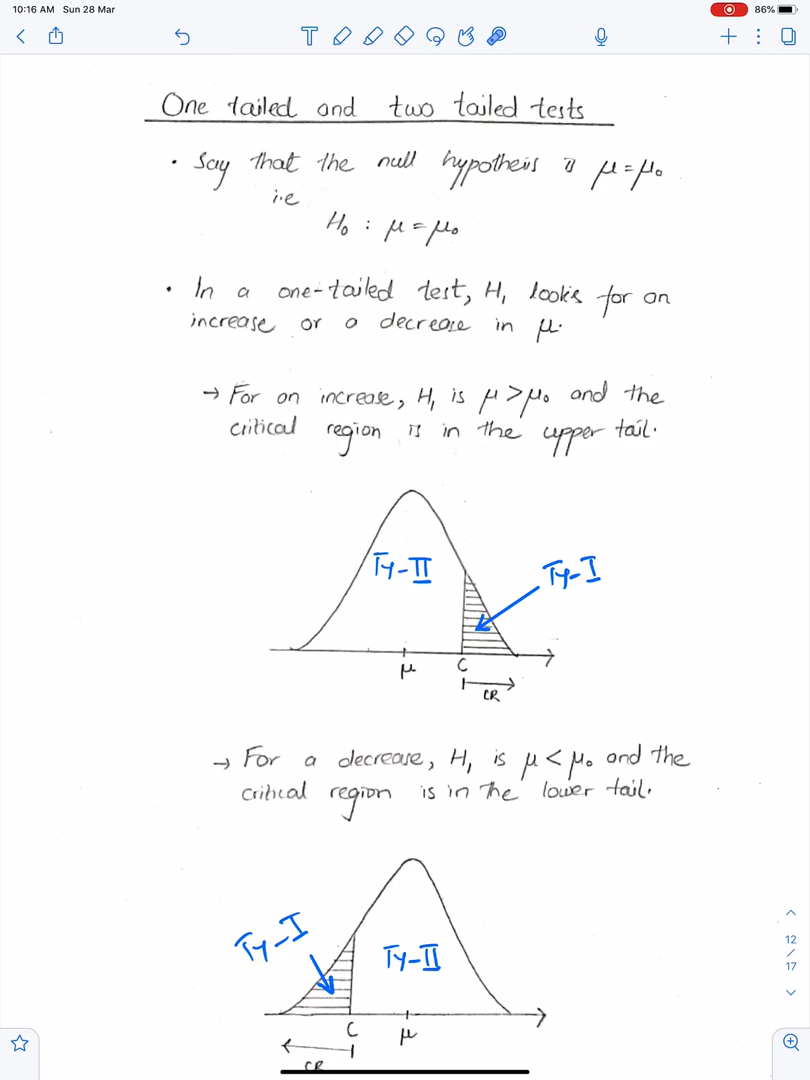 10:16 AM Sun 28 Mar
86%
One tailed and two tailed tests
• Say that the null hypothesis is μ = μ₀
i.e
H₀ : μ = μ₀
• In a one-tailed test, H₁ looks for an
increase or a decrease in μ.
→ For an increase, H₁ is μ > μ₀ and the
critical region is in the upper tail.
Ty-II
Ty-I
μ
C
CR
→ For a decrease, H₁ is μ < μ₀ and the
critical region is in the lower tail.
Ty-I
Ty-II
C
μ
CR
12
/
17